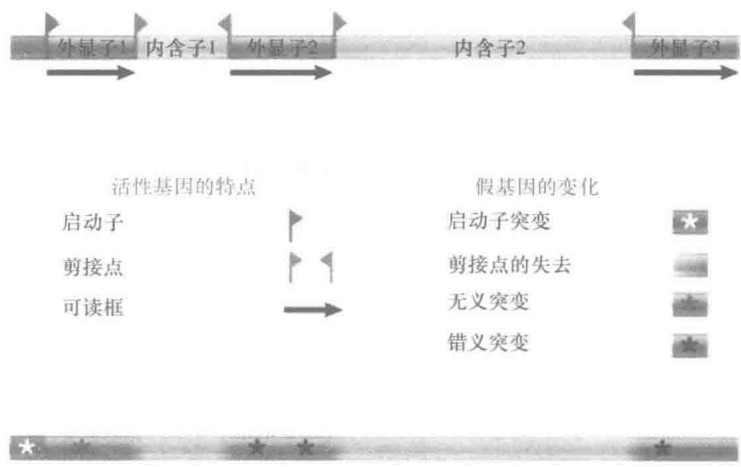 外显子1 内含子1 外显子2 内含子2 外显子3
活性基因的特点 假基因的变化
启动子 启动子突变
剪接点 剪接点的失去
可读框 无义突变
错义突变